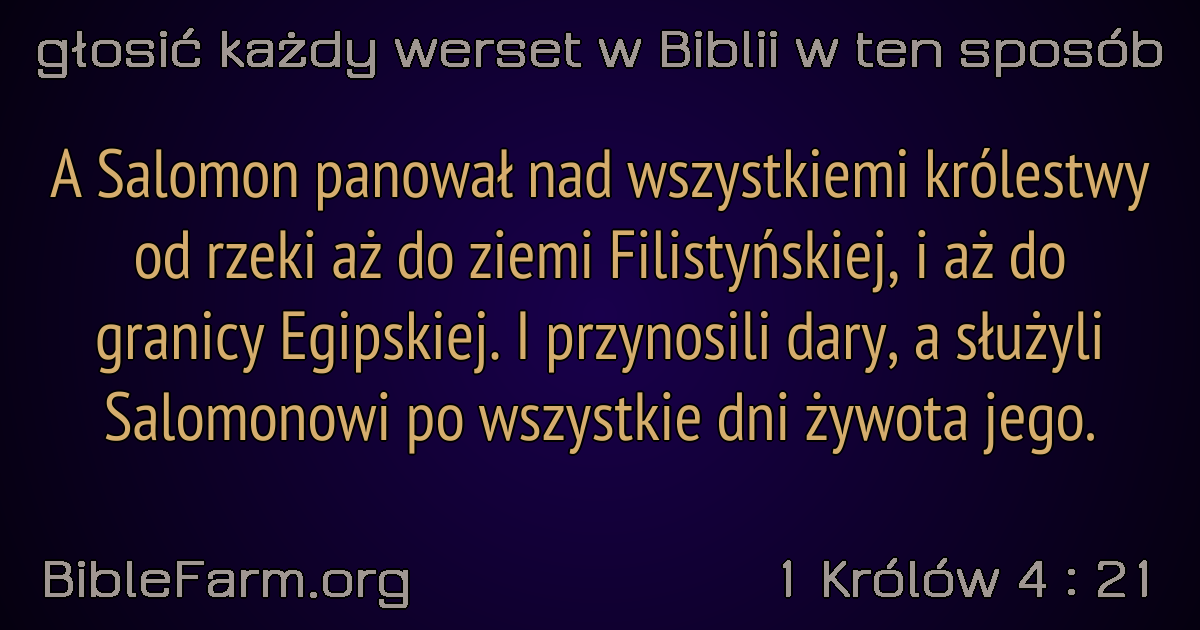 głosić każdy werset w Biblii w ten sposób
A Salomon panował nad wszystkiemi królestwy
od rzeki aż do ziemi Filistyńskiej, i aż do
granicy Egipskiej. I przynosili dary, a służyli
Salomonowi po wszystkie dni żywota jego.
BibleFarm.org
1 Królów 4 : 21